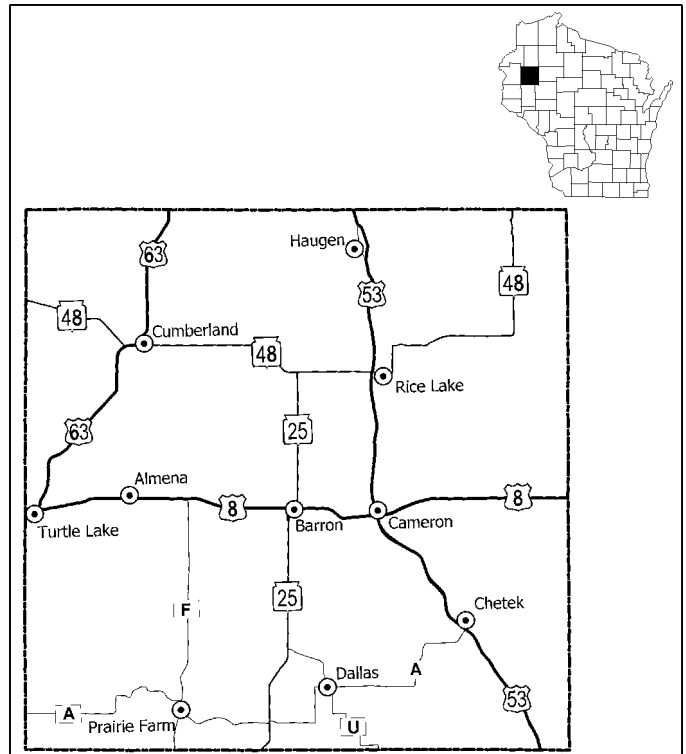 Haugen
63
53
48
48
Cumberland
48
Rice Lake
25
63
Almena
8
8
Turtle Lake
Barron
Cameron
25
Chetek
F
Dallas
A
A
Prairie Farm
U
53